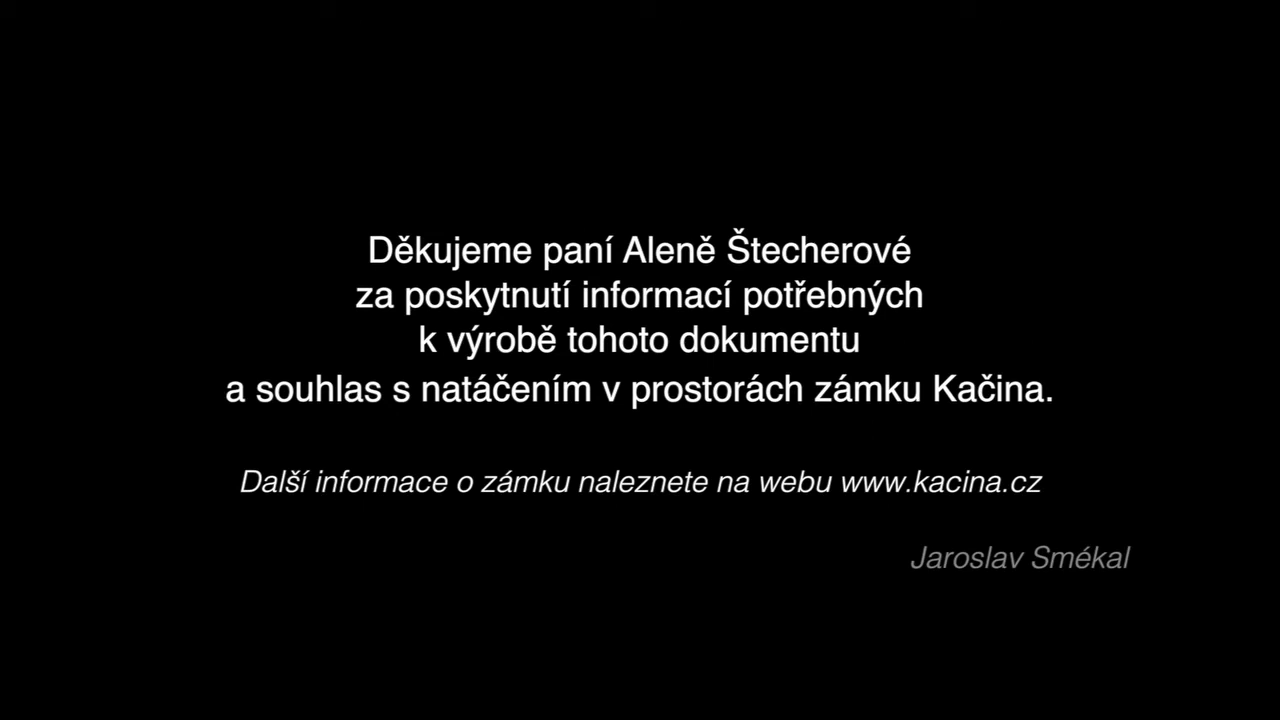 Děkujeme paní Aleně Štecherové
za poskytnutí informací potřebných
k výrobě tohoto dokumentu
a souhlas s natáčením v prostorách zámku Kačina.
Další informace o zámku naleznete na webu www.kacina.cz
Jaroslav Smékal